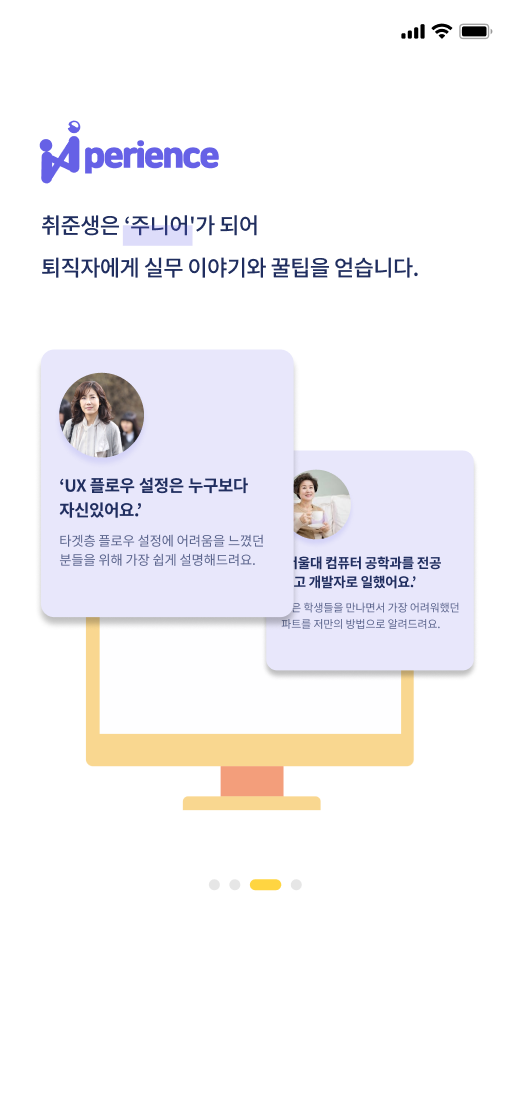 perience
취준생은 ‘주니어'가 되어
퇴직자에게 실무 이야기와 꿀팁을 얻습니다.
‘UX 플로우 설정은 누구보다
자신있어요.’
타겟층 플로우 설정에 어려움을 느꼈던
분들을 위해 가장 쉽게 설명해드려요.
컴퓨터 공학과를 전공
개발자로 일했어요.’
학생들을 만나면서 가장 어려워했던
파트를 저만의 방법으로 알려드려요.